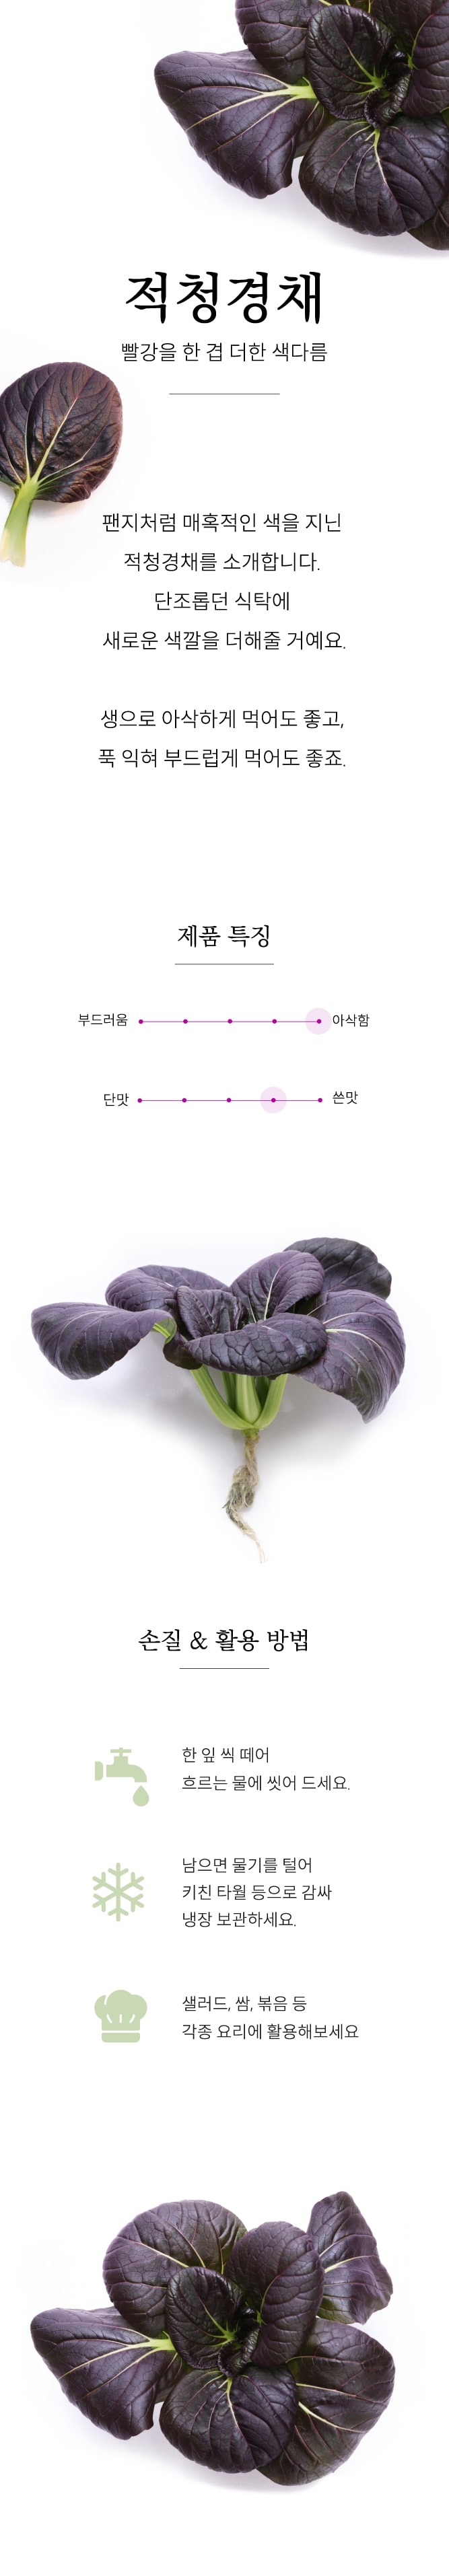 적청경채
빨강을 한 겹 더한 색다름
팬지처럼 매혹적인 색을 지닌
적청경채를 소개합니다.
단조롭던 식탁에
새로운 색깔을 더해줄 거예요.
생으로 아삭하게 먹어도 좋고,
푹 익혀 부드럽게 먹어도 좋죠.
제품 특징
부드러움 아삭함
단맛 쓴맛
손질 & 활용 방법
한 잎 씩 떼어
흐르는 물에 씻어 드세요.
남으면 물기를 털어
키친 타월 등으로 감싸
냉장 보관하세요.
샐러드, 쌈, 볶음 등
각종 요리에 활용해보세요